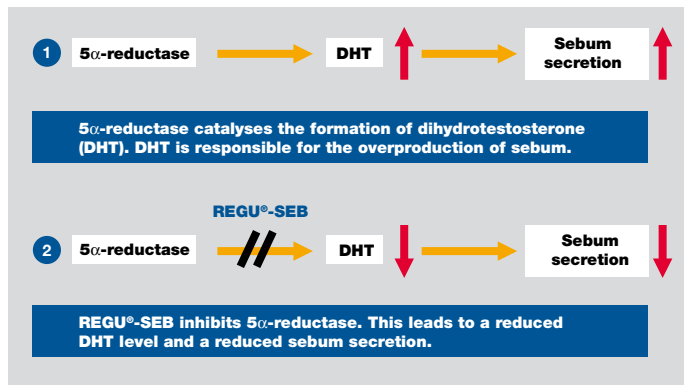 1 5α-reductase DHT Sebum
secretion
5α-reductase catalyses the formation of dihydrotestosterone
(DHT). DHT is responsible for the overproduction of sebum.
REGU®-SEB
2 5α-reductase DHT Sebum
secretion
REGU®-SEB inhibits 5α-reductase. This leads to a reduced
DHT level and a reduced sebum secretion.